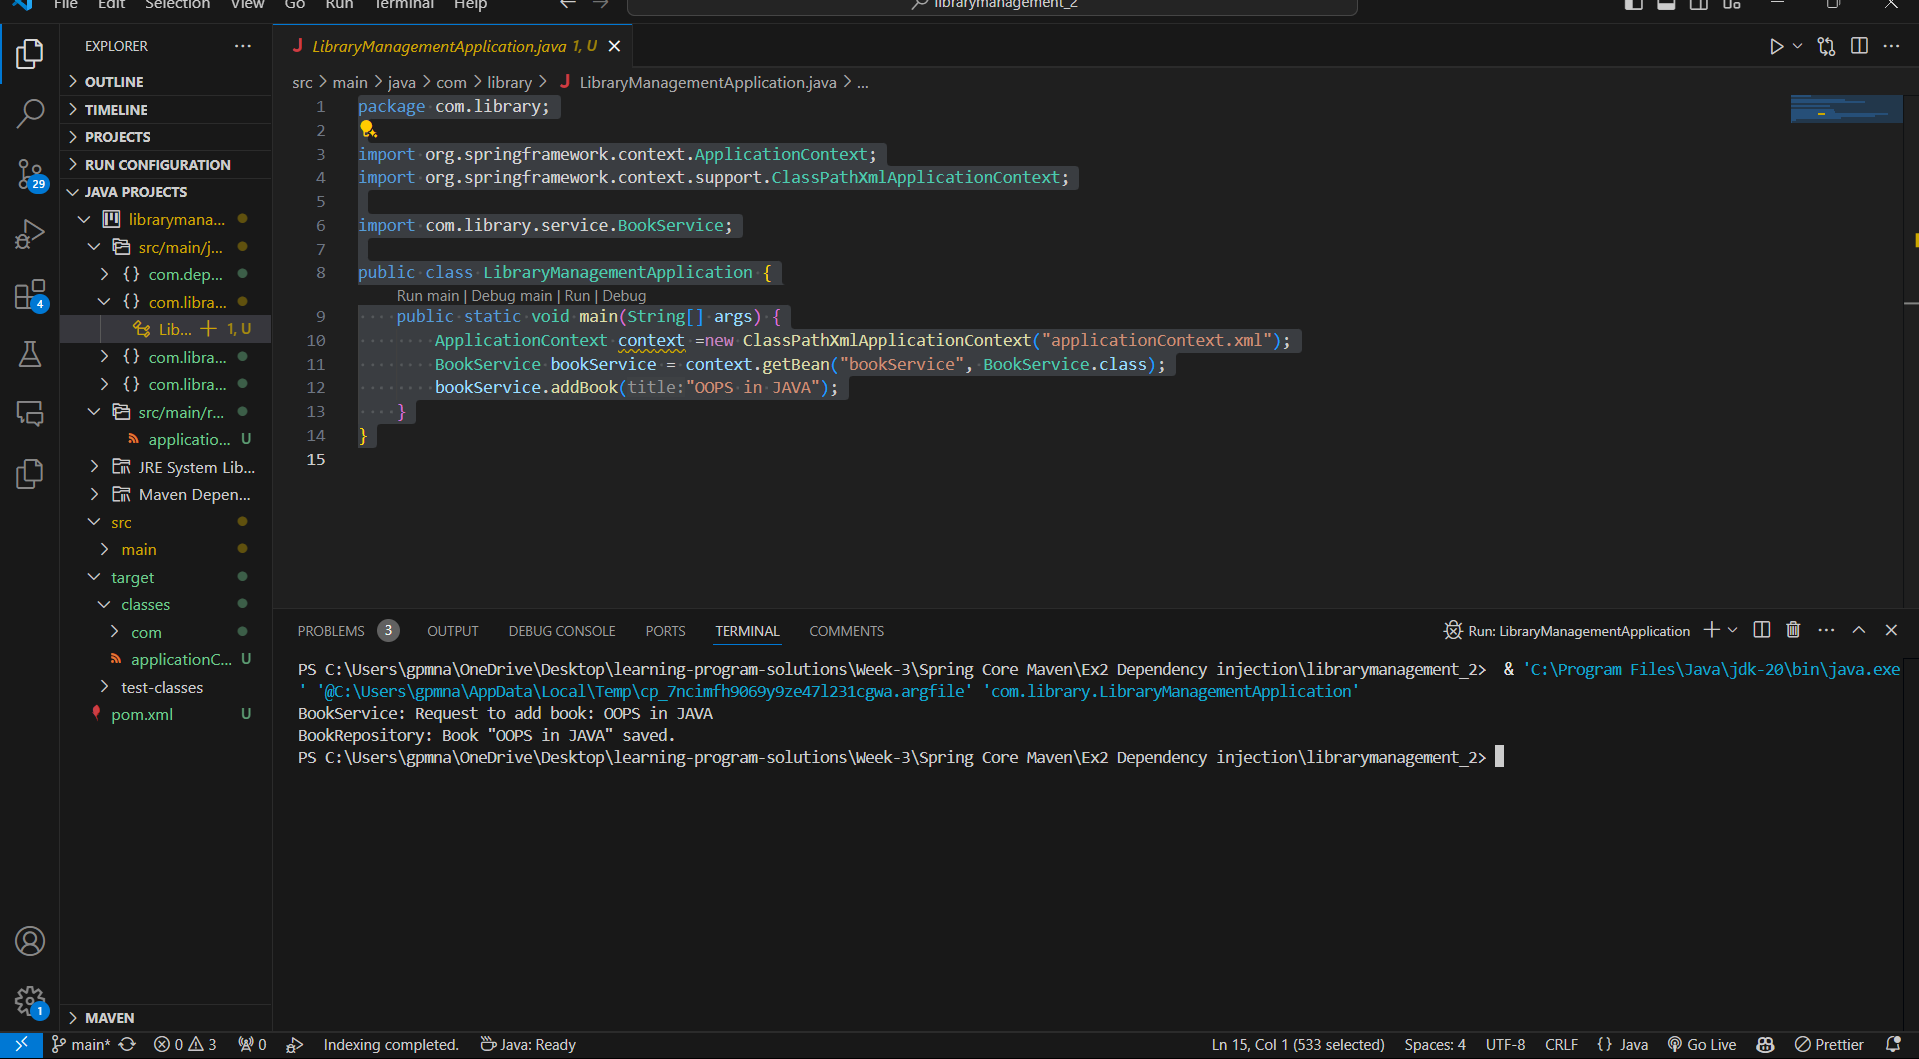 File Edit Selection View Go Run Terminal Help
librarymanagement_2
EXPLORER
OUTLINE
TIMELINE
PROJECTS
RUN CONFIGURATION
JAVA PROJECTS
librarymana...
src/main/j...
{} com.dep...
{} com.libra...
Lib... 1, U
{} com.libra...
{} com.libra...
src/main/r...
applicatio... U
JRE System Lib...
Maven Depen...
src
main
target
classes
com
applicationC... U
test-classes
pom.xml U
MAVEN
29
4
1
J LibraryManagementApplication.java 1, U
src > main > java > com > library > J LibraryManagementApplication.java > ...
1 package com.library;
2
3 import org.springframework.context.ApplicationContext;
4 import org.springframework.context.support.ClassPathXmlApplicationContext;
5
6 import com.library.service.BookService;
7
8 public class LibraryManagementApplication {
Run main | Debug main | Run | Debug
9 public static void main(String[] args) {
10 ApplicationContext context =new ClassPathXmlApplicationContext("applicationContext.xml");
11 BookService bookService = context.getBean("bookService", BookService.class);
12 bookService.addBook(title:"OOPS in JAVA");
13 }
14 }
15
PROBLEMS 3 OUTPUT DEBUG CONSOLE PORTS TERMINAL COMMENTS
Run: LibraryManagementApplication
PS C:\Users\gpmna\OneDrive\Desktop\learning-program-solutions\Week-3\Spring Core Maven\Ex2 Dependency injection\librarymanagement_2> & 'C:\Program Files\Java\jdk-20\bin\java.exe
' '@C:\Users\gpmna\AppData\Local\Temp\cp_7ncimfh9069y9ze47l231cgwa.argfile' 'com.library.LibraryManagementApplication'
BookService: Request to add book: OOPS in JAVA
BookRepository: Book "OOPS in JAVA" saved.
PS C:\Users\gpmna\OneDrive\Desktop\learning-program-solutions\Week-3\Spring Core Maven\Ex2 Dependency injection\librarymanagement_2>
main* 0 3 0 Indexing completed. Java: Ready
Ln 15, Col 1 (533 selected) Spaces: 4 UTF-8 CRLF {} Java Go Live Prettier